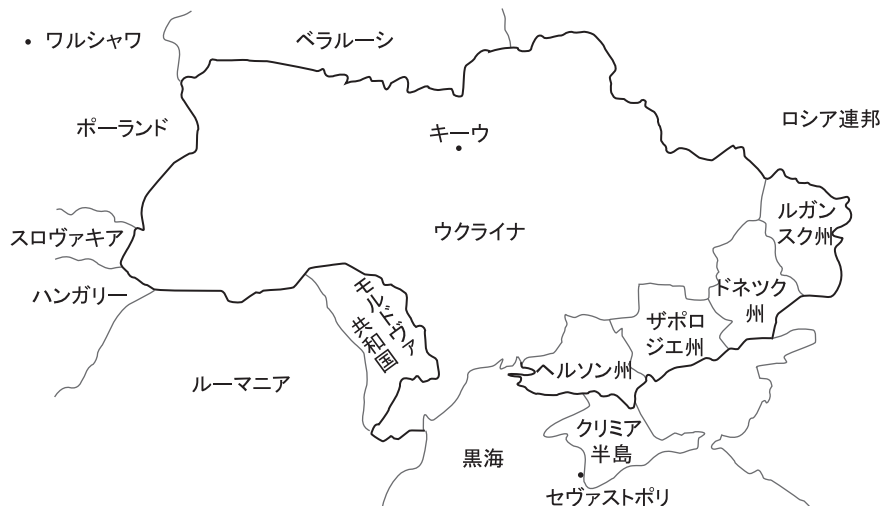 ワルシャワ
ベラルーシ
ポーランド
キーウ
ロシア連邦
スロヴァキア
ウクライナ
ルガン
スク州
ハンガリー
モルドヴァ
共和国
ドネツク
州
ザポロ
ジエ州
ルーマニア
ヘルソン州
クリミア
半島
黒海
セヴァストポリ